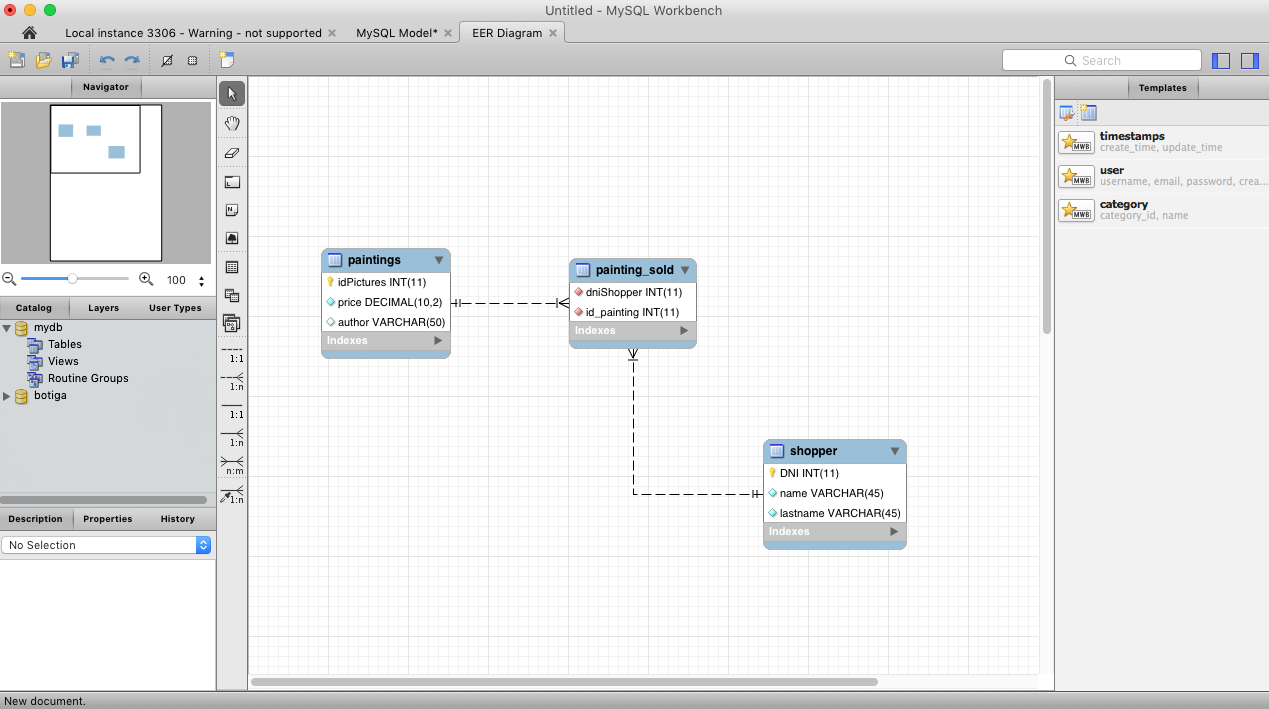 Untitled - MySQL Workbench
Local instance 3306 - Warning - not supported
MySQL Model*
EER Diagram
Search
Navigator
100
Catalog Layers User Types
mydb
Tables
Views
Routine Groups
botiga
Description Properties History
No Selection
1:1
1:n
1:1
1:n
n:m
1:n
paintings
idPictures INT(11)
price DECIMAL(10,2)
author VARCHAR(50)
Indexes
painting_sold
dniShopper INT(11)
id_painting INT(11)
Indexes
shopper
DNI INT(11)
name VARCHAR(45)
lastname VARCHAR(45)
Indexes
Templates
MWB
timestamps
create_time, update_time
MWB
user
username, email, password, crea...
MWB
category
category_id, name
New document.